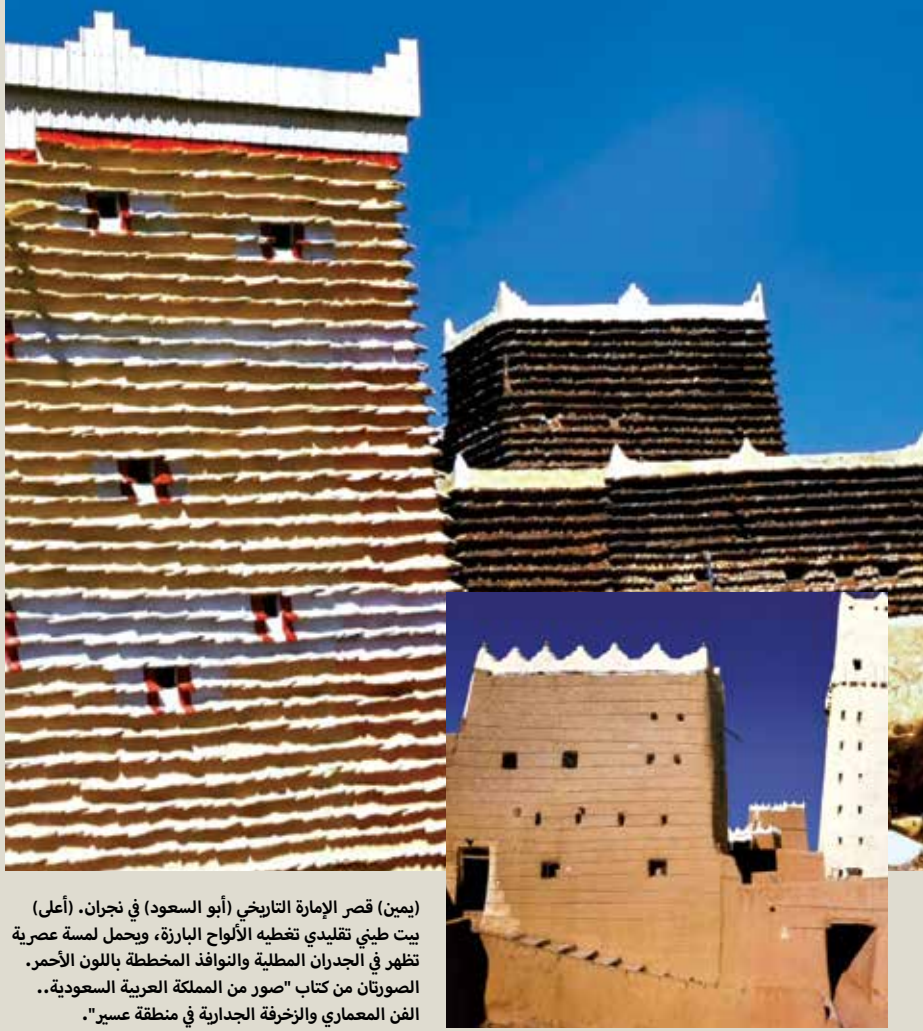 (يمين) قصر الإمارة التاريخي (أبو السعود) في نجران. (أعلى)
بيت طيني تقليدي تغطيه الألواح البارزة، ويحمل لمسة عصرية
تظهر في الجدران المطلية والنوافذ المخططة باللون الأحمر.
الصورتان من كتاب "صور من المملكة العربية السعودية..
الفن المعماري والزخرفة الجدارية في منطقة عسير".